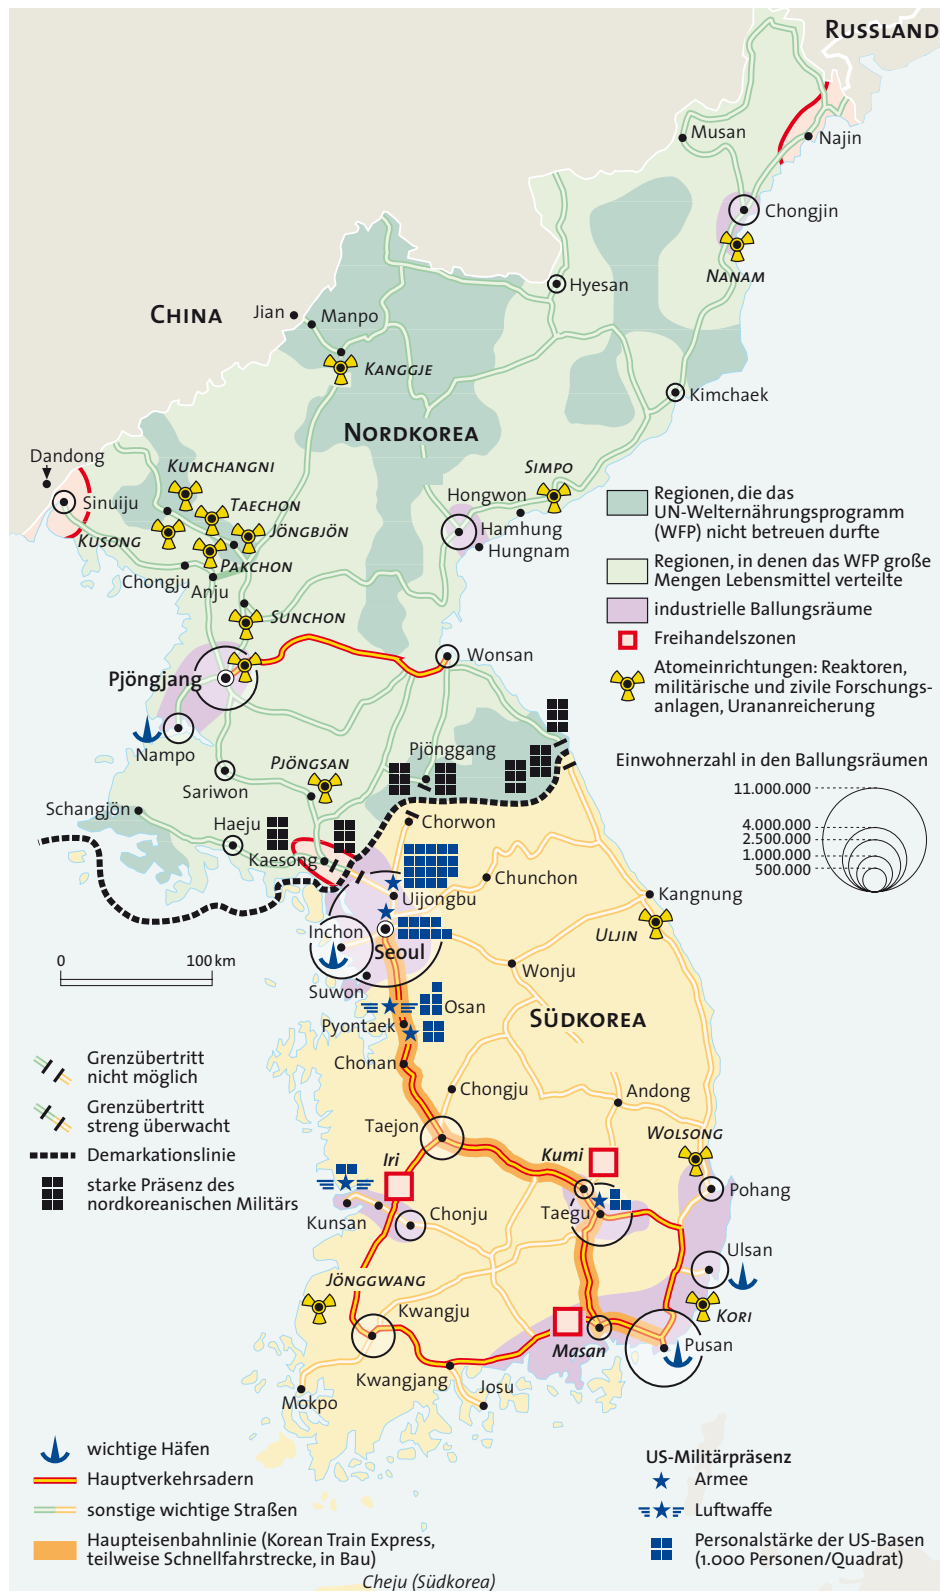 RUSSLAND
Musan
Najin
Chongjin
NANAM
Hyesan
CHINA
Jian
Manpo
KANGGJE
Kimchaek
NORDKOREA
Dandong
KUMCHANGNI
SIMPO
Sinuiju
TAECHON
Hongwon
JÖNGBJÖN
Hamhung
KUSONG
Hungnam
PAKCHON
Chongju
Anju
SUNCHON
Regionen, die das
UN-Welternährungsprogramm
(WFP) nicht betreuen durfte
Regionen, in denen das WFP große
Mengen Lebensmittel verteilte
industrielle Ballungsräume
Freihandelszonen
Atomeinrichtungen: Reaktoren,
militärische und zivile Forschungs-
anlagen, Urananreicherung
Wonsan
Pjöngjang
Nampo
Pjönggang
PJÖNGSAN
Sariwon
Schangjön
Haeju
Chorwon
Kaesong
Einwohnerzahl in den Ballungsräumen
11.000.000
4.000.000
2.500.000
1.000.000
500.000
Chunchon
Uijongbu
Kangnung
Inchon
ULJIN
Seoul
Wonju
Suwon
0 100 km
Osan
SÜDKOREA
Pyontaek
Chonan
Chongju
Andong
Taejon
WOLSONG
Iri
Kumi
Pohang
Taegu
Kunsan
Chonju
Ulsan
JÖNGGWANG
Kwangju
KORI
Pusan
Masan
Kwangjang
Josu
Mokpo
Grenzübertritt
nicht möglich
Grenzübertritt
streng überwacht
Demarkationslinie
starke Präsenz des
nordkoreanischen Militärs
wichtige Häfen
Hauptverkehrsadern
sonstige wichtige Straßen
Haupteisenbahnlinie (Korean Train Express,
teilweise Schnellfahrstrecke, in Bau)
Cheju (Südkorea)
US-Militärpräsenz
Armee
Luftwaffe
Personalstärke der US-Basen
(1.000 Personen/Quadrat)